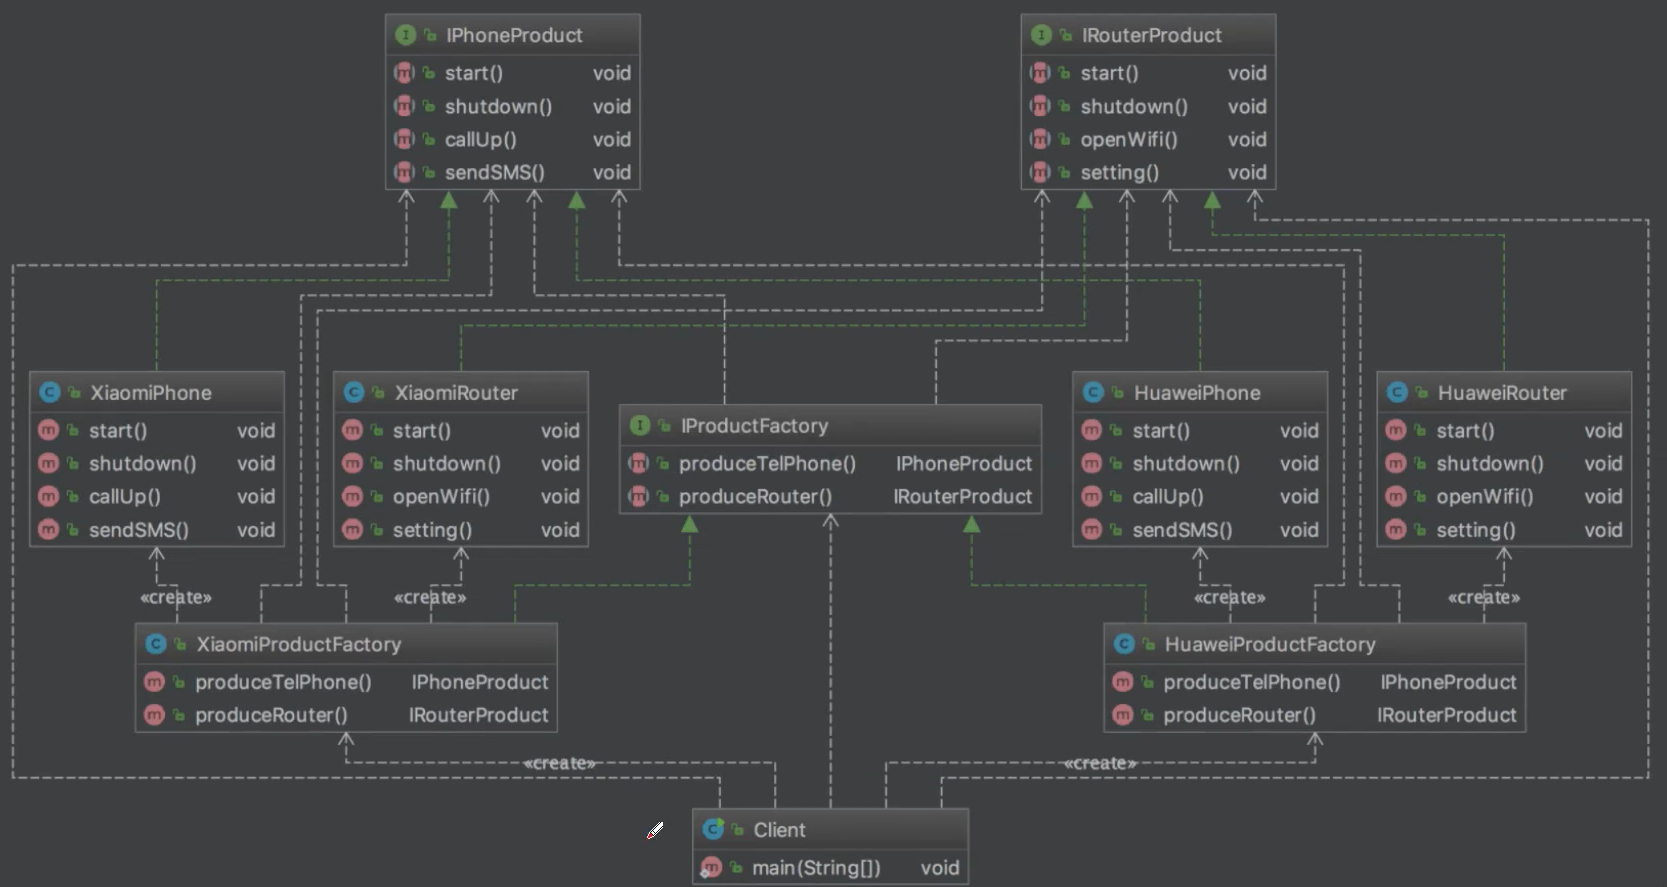 IPhoneProduct
start() void
shutdown() void
callUp() void
sendSMS() void
IRouterProduct
start() void
shutdown() void
openWifi() void
setting() void
XiaomiPhone
start() void
shutdown() void
callUp() void
sendSMS() void
XiaomiRouter
start() void
shutdown() void
openWifi() void
setting() void
IProductFactory
produceTelPhone() IPhoneProduct
produceRouter() IRouterProduct
HuaweiPhone
start() void
shutdown() void
callUp() void
sendSMS() void
HuaweiRouter
start() void
shutdown() void
openWifi() void
setting() void
«create»
«create»
«create»
«create»
XiaomiProductFactory
produceTelPhone() IPhoneProduct
produceRouter() IRouterProduct
HuaweiProductFactory
produceTelPhone() IPhoneProduct
produceRouter() IRouterProduct
«create»
«create»
Client
main(String[]) void